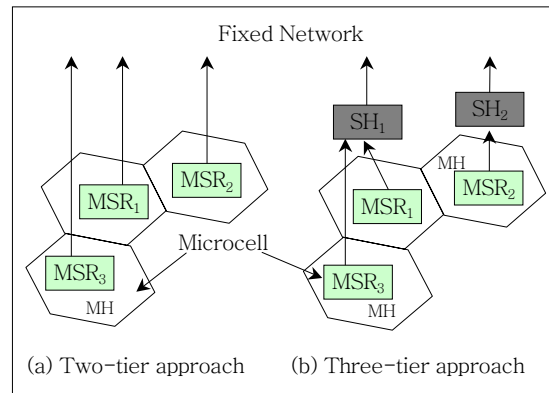 Fixed Network
SH1
SH2
MSR1
MSR2
MSR3
MH
Microcell
MH
MSR1
MSR2
MSR3
MH
(a) Two-tier approach
(b) Three-tier approach